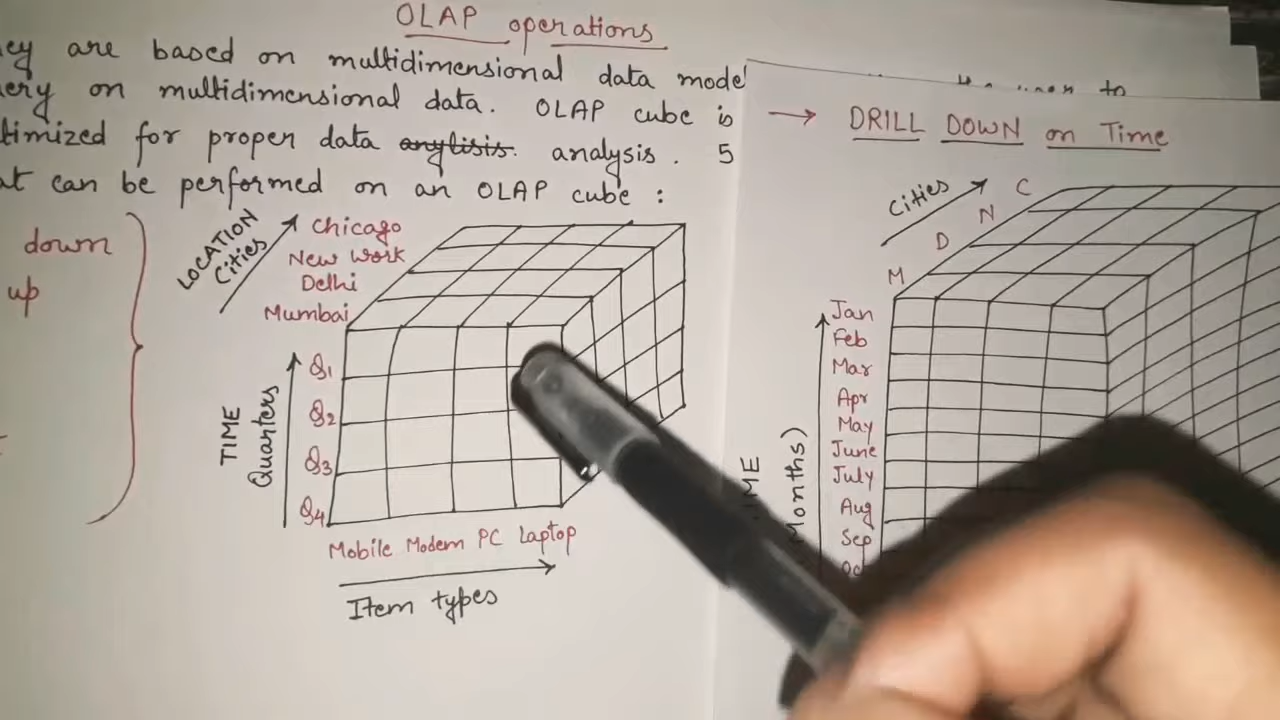 OLAP operations
ey are based on multidimensional data mode
ery on multidimensional data. OLAP cube is
timized for proper data anylisis. analysis. 5
at can be performed on an OLAP cube :
down
up
LOCATION
Cities
Chicago
New Work
Delhi
Mumbai
TIME
Quarters
Q1
Q2
Q3
Q4
Mobile Modem PC Laptop
Item types
→ DRILL DOWN on Time
Cities
C
N
D
M
IME
Months)
Jan
Feb
Mar
Apr
May
June
July
Aug
Sep